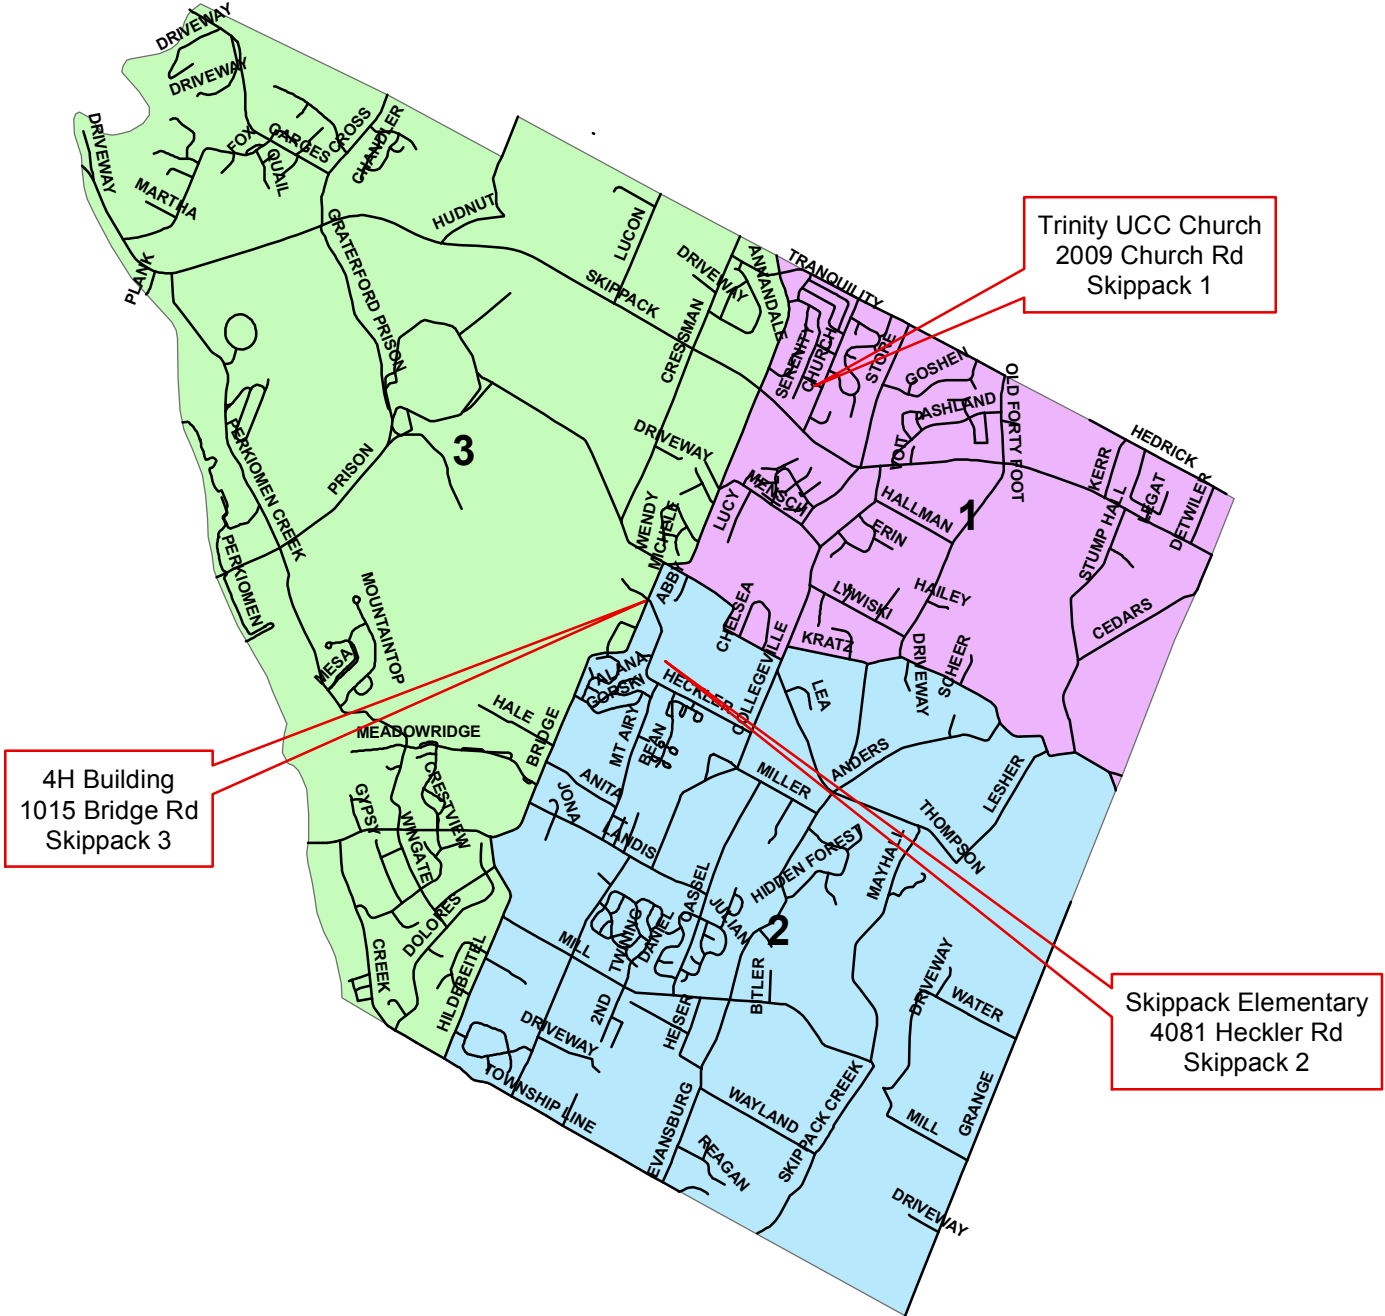 DRIVEWAY
DRIVEWAY
DRIVEWAY
FOX
GARGES
CROSS
CHANDLER
QUAIL
MARTHA
HUDNUT
PLANK
GRATERFORD PRISON
LUCON
SKIPPACK
DRIVEWAY
ANNANDALE
TRANQUILITY
CRESSMAN
SERENITY
CHURCH
STORE
GOSHEN
ASHLAND
OLD FORTY FOOT
VOIT
HEDRICK
KERR
LEGAT
DETWILER
STUMP HALL
Trinity UCC Church
2009 Church Rd
Skippack 1
3
PRISON
PERKIOMEN CREEK
PERKIOMEN
DRIVEWAY
WENDY
MICHELE
LUCY
MENSCH
HALLMAN
1
ERIN
HAILEY
LYWISKI
CEDARS
ABBY
CHELSEA
KRATZ
DRIVEWAY
SCHEER
MOUNTAINTOP
MESA
ALANA
GORSKI
HECKLER
COLLEGEVILLE
LEA
HALE
BRIDGE
MT AIRY
BEAN
MEADOWRIDGE
4H Building
1015 Bridge Rd
Skippack 3
ANITA
JONA
LANDIS
MILLER
ANDERS
LESHER
THOMPSON
GYPSY
CRESTVIEW
WINGATE
HIDDEN FOREST
MAYHALL
CASSEL
JULIAN
2
DOLORES
CREEK
HILDEBEITEL
MILL
TWINING
DANIEL
BITLER
DRIVEWAY
WATER
Skippack Elementary
4081 Heckler Rd
Skippack 2
2ND
HEISER
DRIVEWAY
TOWNSHIP LINE
EVANSBURG
WAYLAND
SKIPPACK CREEK
MILL
GRANGE
REAGAN
DRIVEWAY